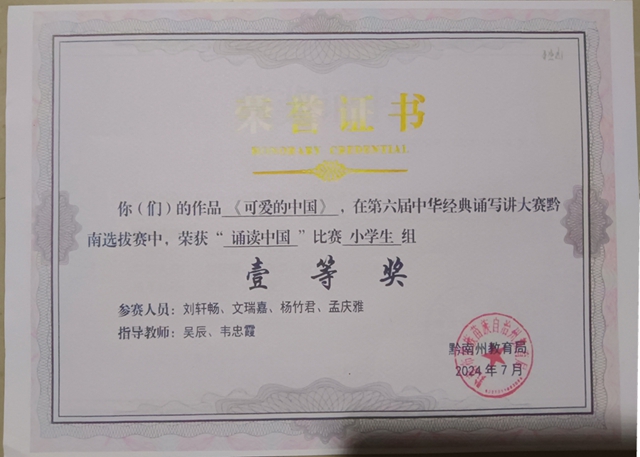 荣誉证书
HONORARY CREDENTIAL
你（们）的作品《可爱的中国》，在第六届中华经典诵写讲大赛黔
南选拔赛中，荣获“诵读中国”比赛 小学生 组
壹等奖
参赛人员：刘轩畅、文瑞嘉、杨竹君、孟庆雅
指导教师：吴辰、韦忠霞
黔南州教育局
2024年7月